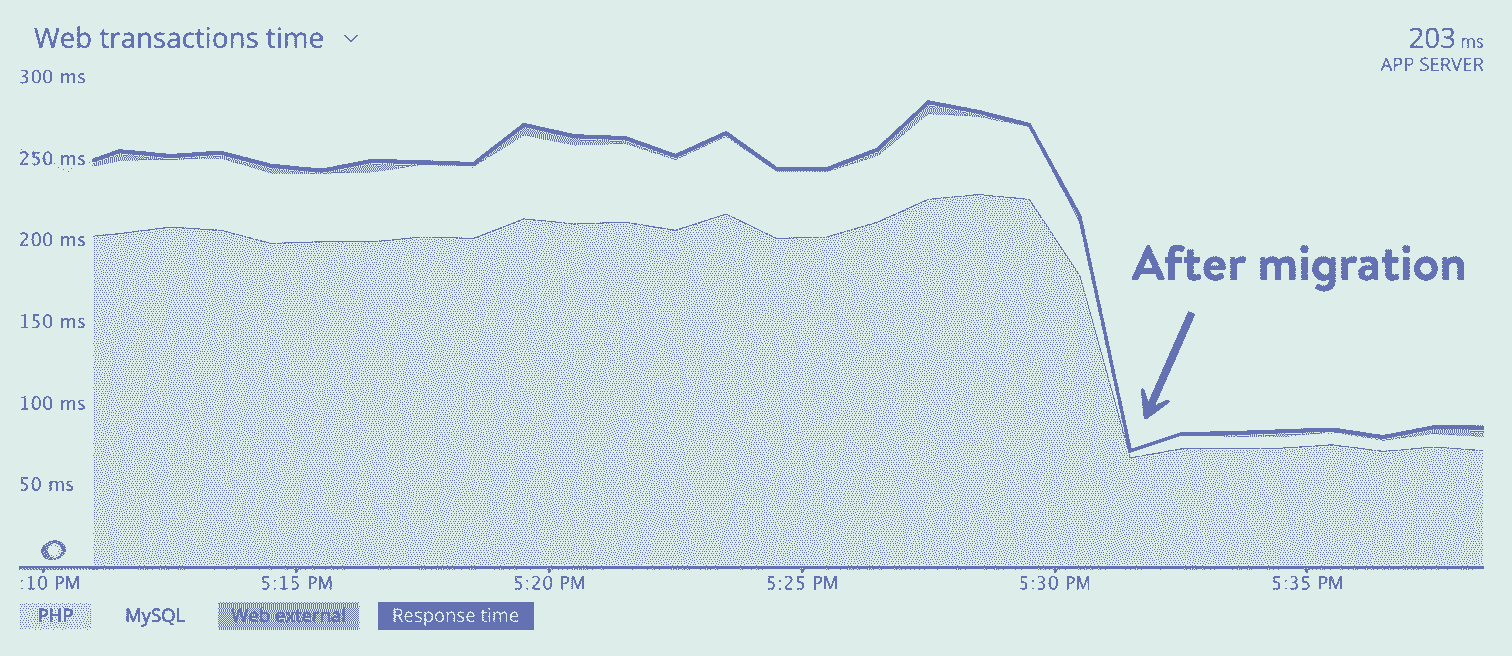 Web transactions time
203 ms
APP SERVER
300 ms
250 ms
200 ms
After migration
150 ms
100 ms
50 ms
:10 PM 5:15 PM 5:20 PM 5:25 PM 5:30 PM 5:35 PM
PHP MySQL Web external Response time